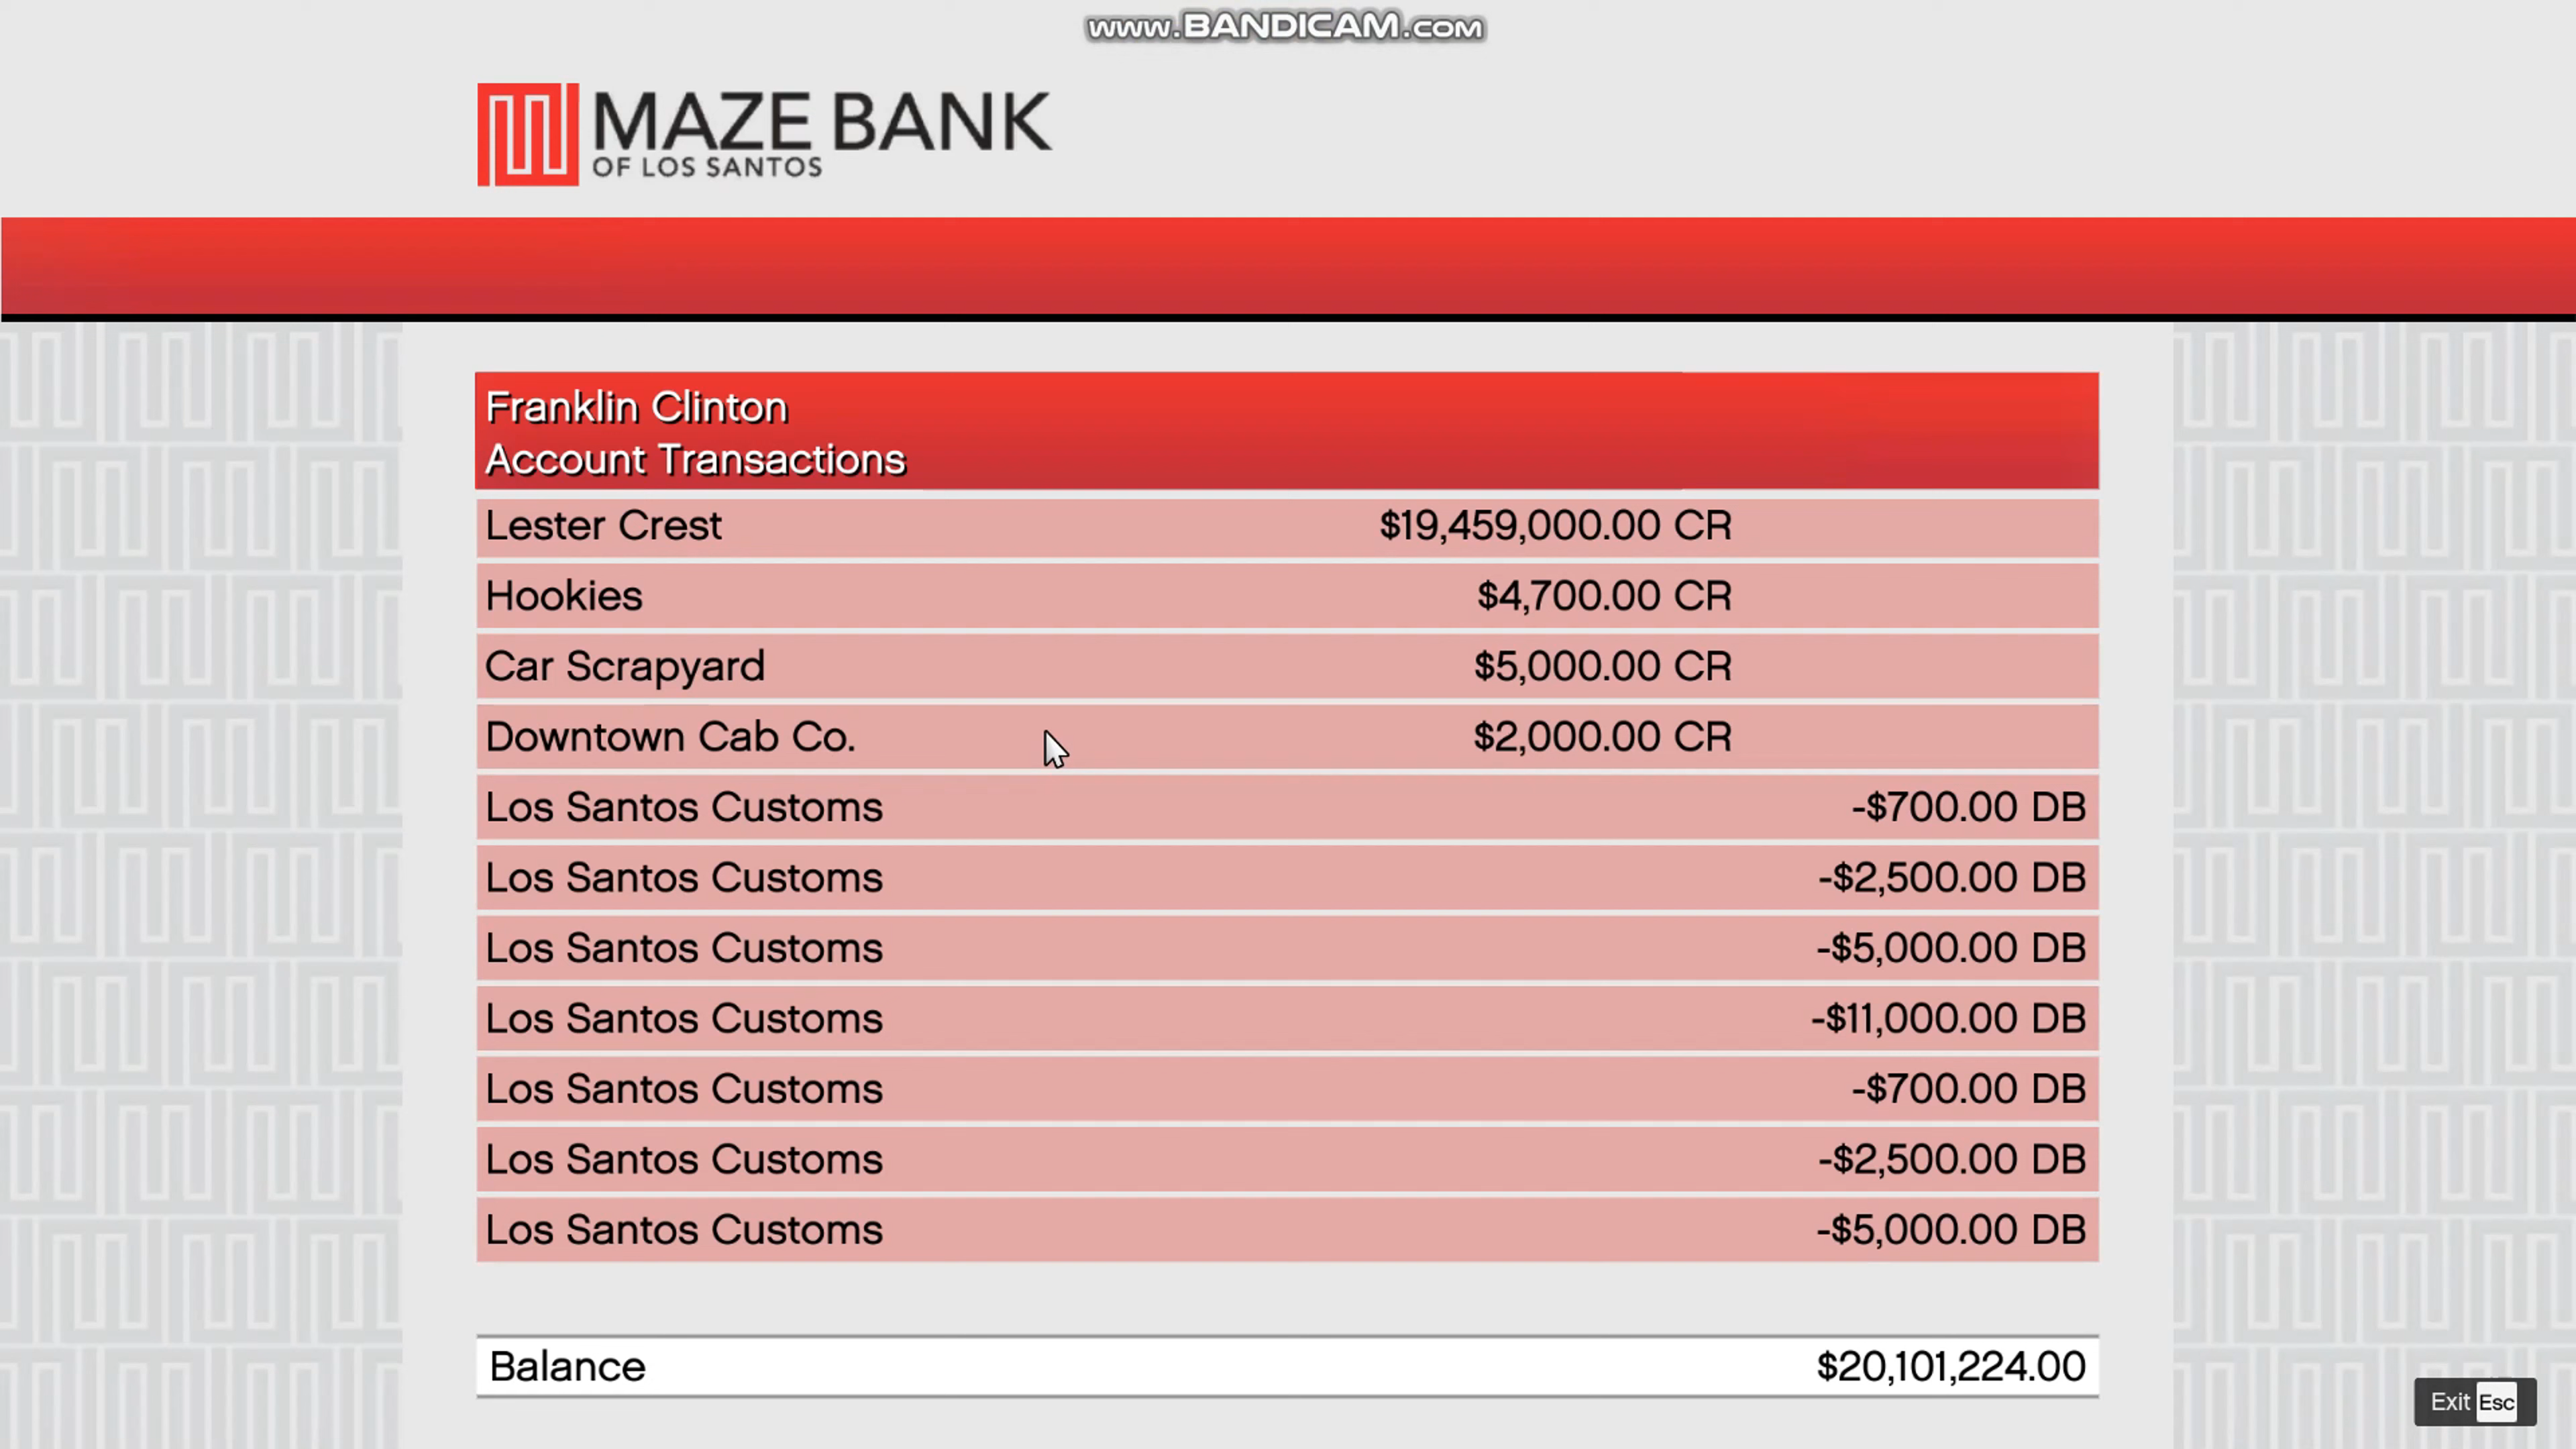 www.BANDICAM.com
MAZE BANK
OF LOS SANTOS
Franklin Clinton
Account Transactions
Lester Crest $19,459,000.00 CR
Hookies $4,700.00 CR
Car Scrapyard $5,000.00 CR
Downtown Cab Co. $2,000.00 CR
Los Santos Customs -$700.00 DB
Los Santos Customs -$2,500.00 DB
Los Santos Customs -$5,000.00 DB
Los Santos Customs -$11,000.00 DB
Los Santos Customs -$700.00 DB
Los Santos Customs -$2,500.00 DB
Los Santos Customs -$5,000.00 DB
Balance $20,101,224.00
Exit Esc